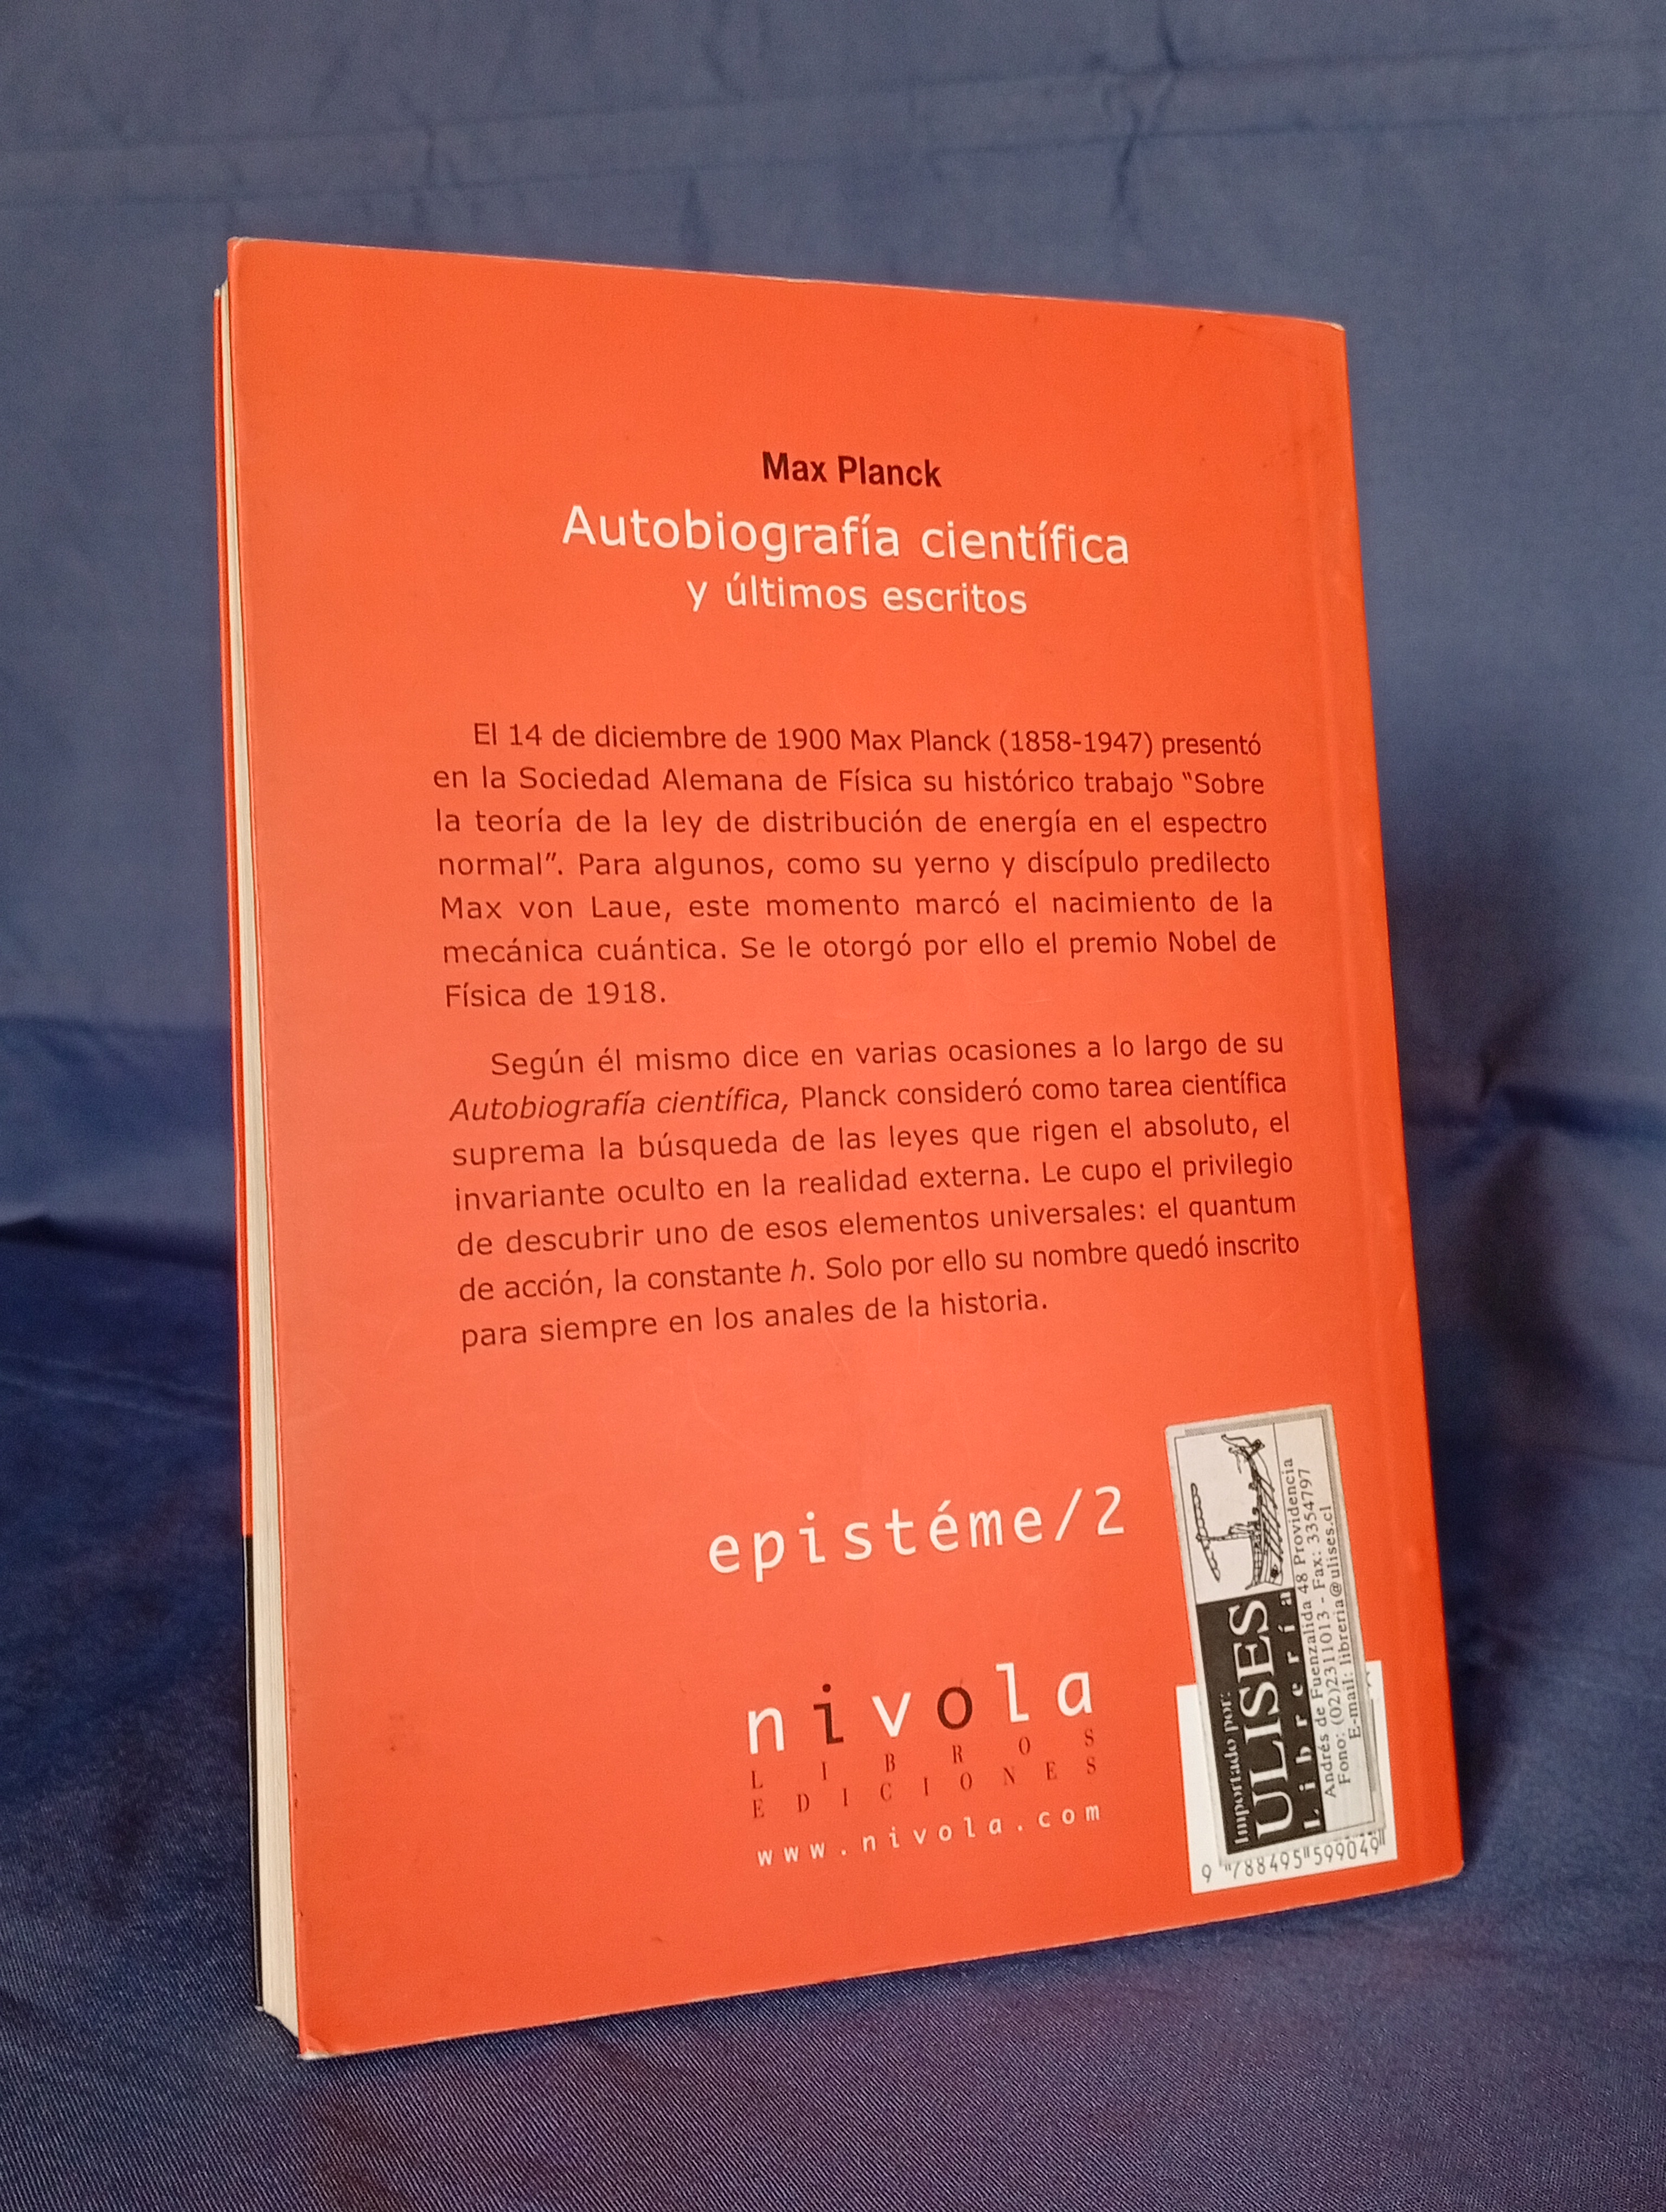 Max Planck
Autobiografía científica
y últimos escritos
El 14 de diciembre de 1900 Max Planck (1858-1947) presentó
en la Sociedad Alemana de Física su histórico trabajo “Sobre
la teoría de la ley de distribución de energía en el espectro
normal”. Para algunos, como su yerno y discípulo predilecto
Max von Laue, este momento marcó el nacimiento de la
mecánica cuántica. Se le otorgó por ello el premio Nobel de
Física de 1918.
Según él mismo dice en varias ocasiones a lo largo de su
Autobiografía científica, Planck consideró como tarea científica
suprema la búsqueda de las leyes que rigen el absoluto, el
invariante oculto en la realidad externa. Le cupo el privilegio
de descubrir uno de esos elementos universales: el quantum
de acción, la constante h. Solo por ello su nombre quedó inscrito
para siempre en los anales de la historia.
epistéme/2
nivola
LIBROS
EDICIONES
www.nivola.com
Importado por:
ULISES
Librería
Andrés de Fuenzalida 48 Providencia
Fono: (02)2311013 - Fax: 3354797
E-mail: libreria@ulises.cl
9 788495 599049